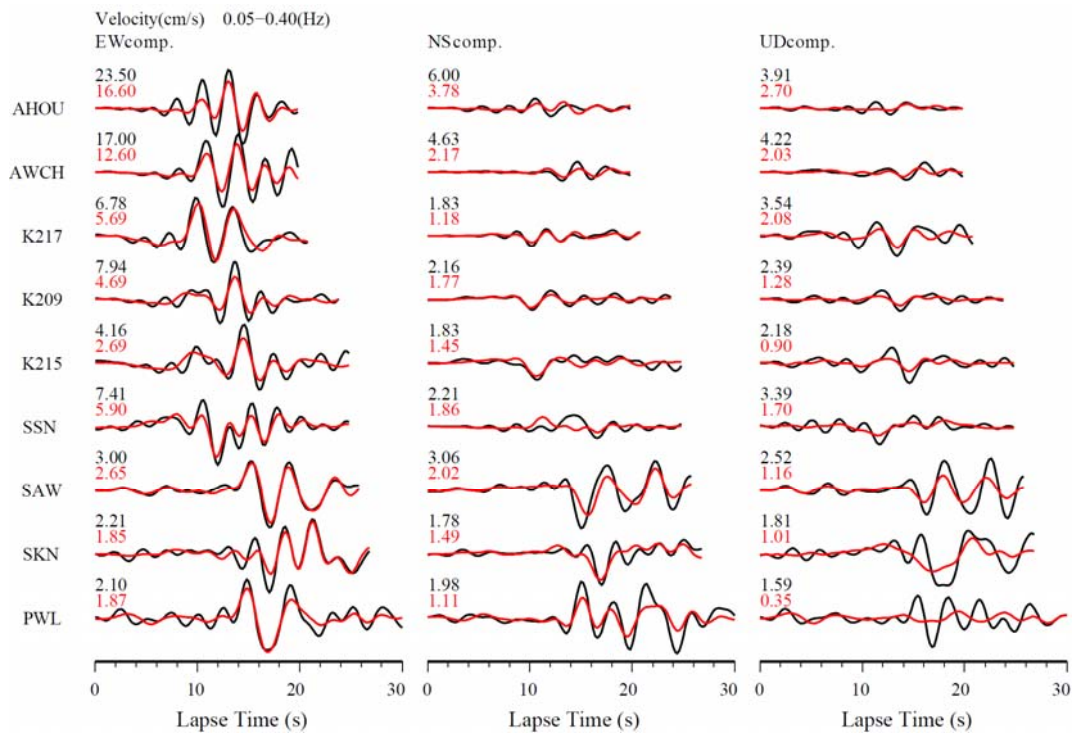 Velocity(cm/s) 0.05−0.40(Hz)
EWcomp. NScomp. UDcomp.
23.50 6.00 3.91
16.60 3.78 2.70
AHOU
17.00 4.63 4.22
12.60 2.17 2.03
AWCH
6.78 1.83 3.54
5.69 1.18 2.08
K217
7.94 2.16 2.39
4.69 1.77 1.28
K209
4.16 1.83 2.18
2.69 1.45 0.90
K215
7.41 2.21 3.39
5.90 1.86 1.70
SSN
3.00 3.06 2.52
2.65 2.02 1.16
SAW
2.21 1.78 1.81
1.85 1.49 1.01
SKN
2.10 1.98 1.59
1.87 1.11 0.35
PWL
0 10 20 30 0 10 20 30 0 10 20 30
Lapse Time (s) Lapse Time (s) Lapse Time (s)